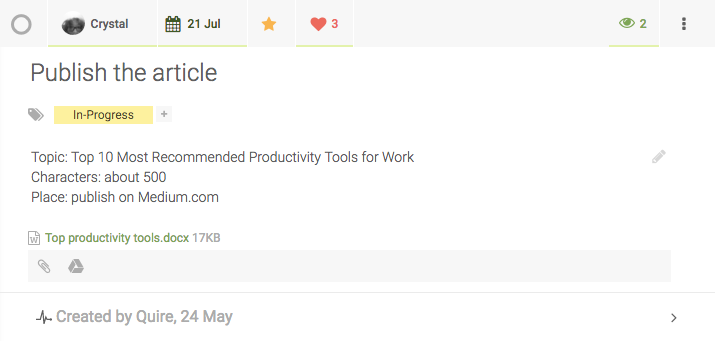 Crystal 21 Jul 3 2
Publish the article
In-Progress +
Topic: Top 10 Most Recommended Productivity Tools for Work
Characters: about 500
Place: publish on Medium.com
Top productivity tools.docx 17KB
Created by Quire, 24 May